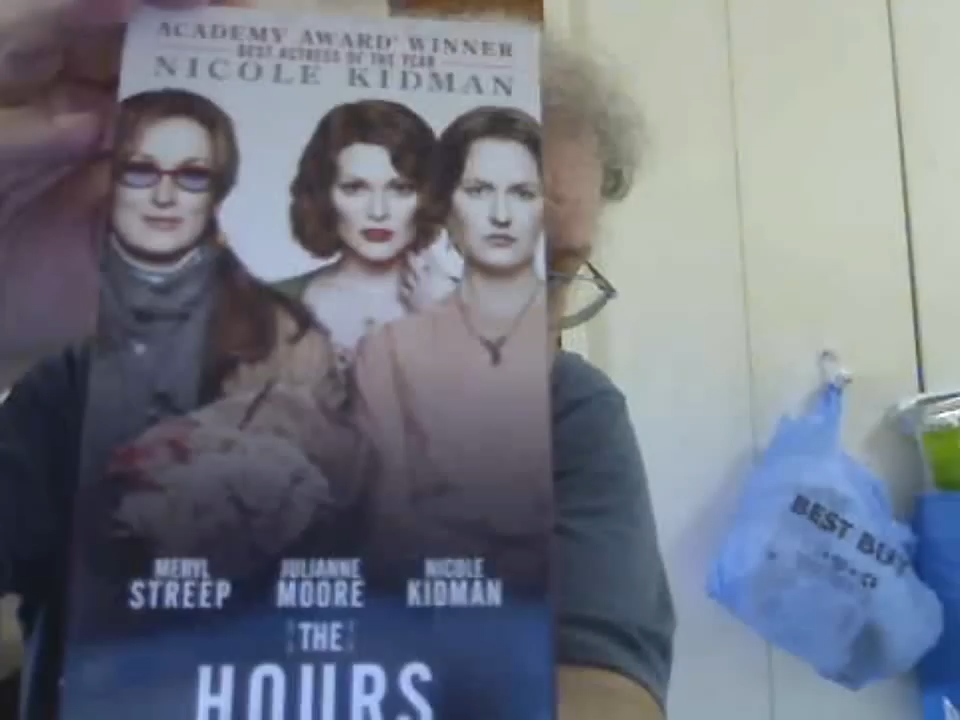 ACADEMY AWARD® WINNER
BEST ACTRESS OF THE YEAR
NICOLE KIDMAN
MERYL STREEP
JULIANNE MOORE
NICOLE KIDMAN
THE
HOURS
BEST BUY